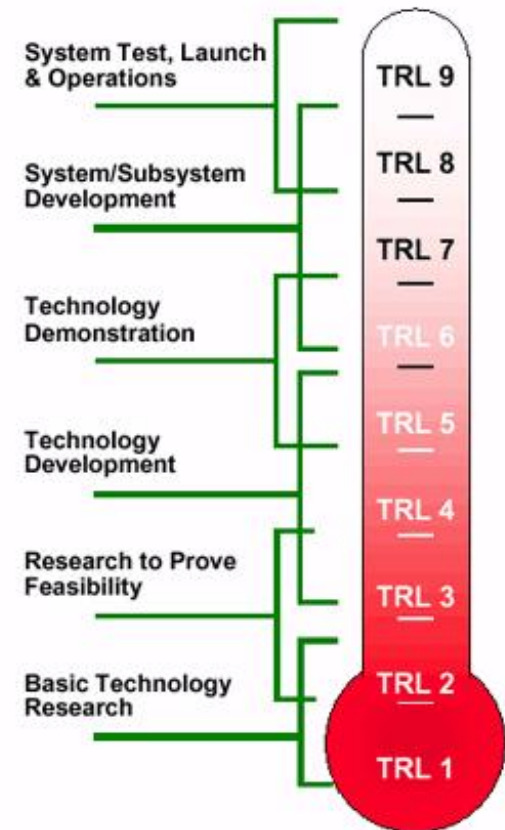 System Test, Launch
& Operations
System/Subsystem
Development
Technology
Demonstration
Technology
Development
Research to Prove
Feasibility
Basic Technology
Research
TRL 9
TRL 8
TRL 7
TRL 6
TRL 5
TRL 4
TRL 3
TRL 2
TRL 1